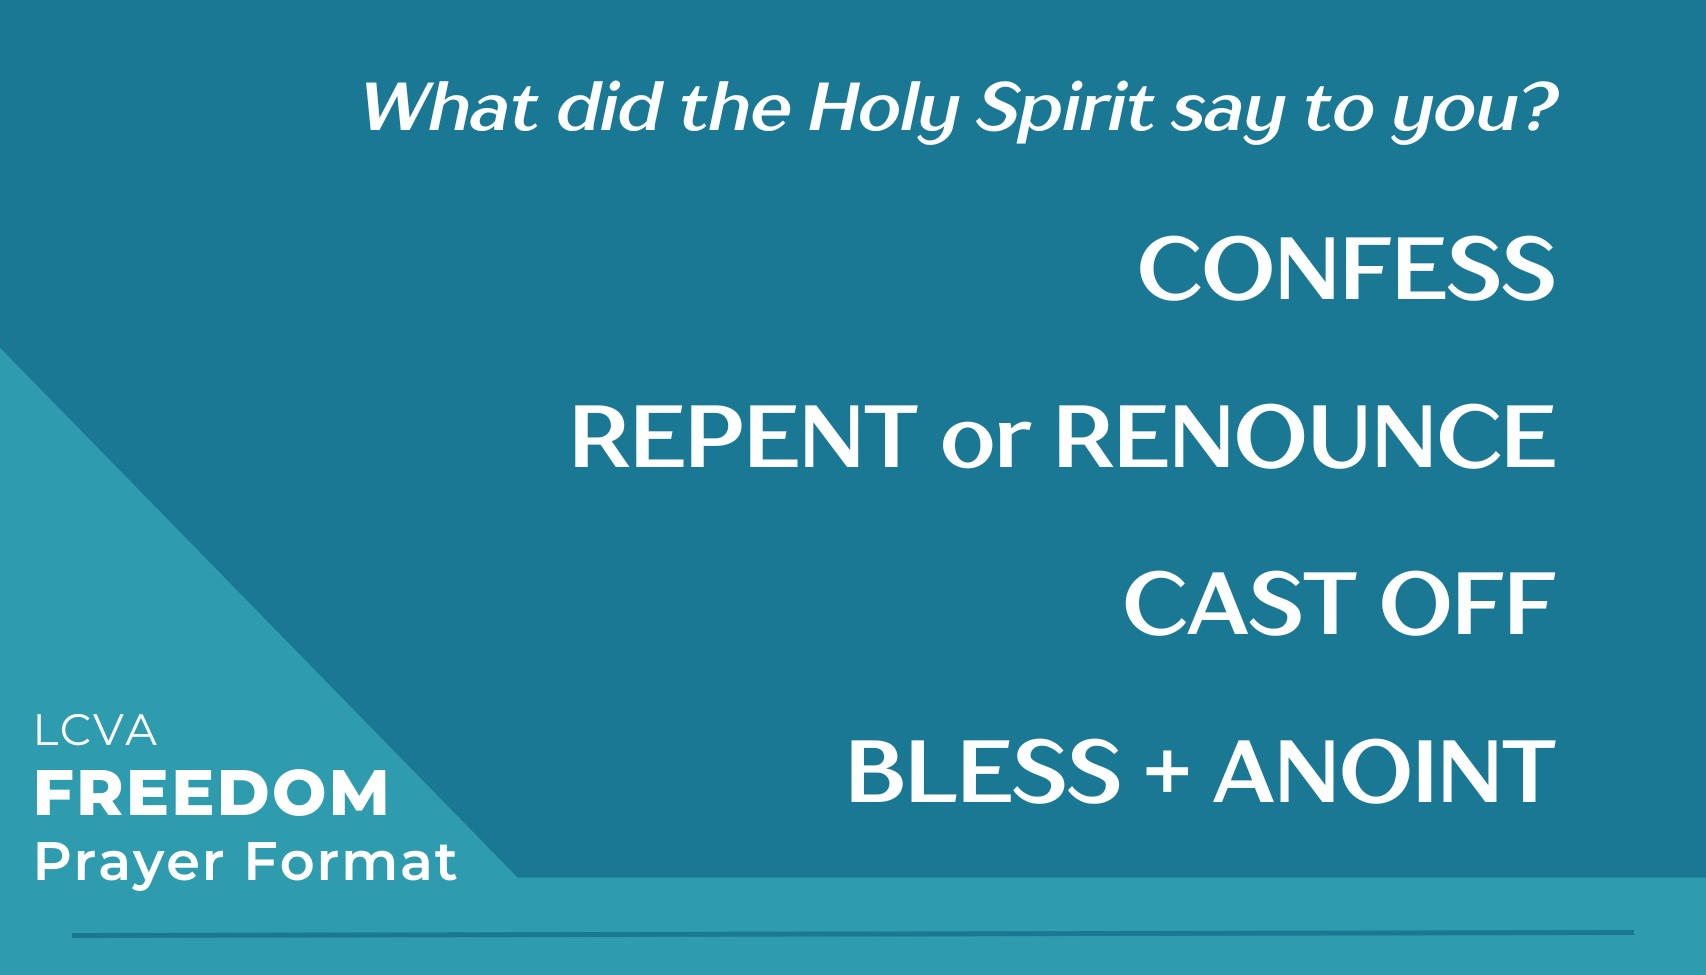 What did the Holy Spirit say to you?
CONFESS
REPENT or RENOUNCE
CAST OFF
BLESS + ANOINT
LCVA
FREEDOM
Prayer Format